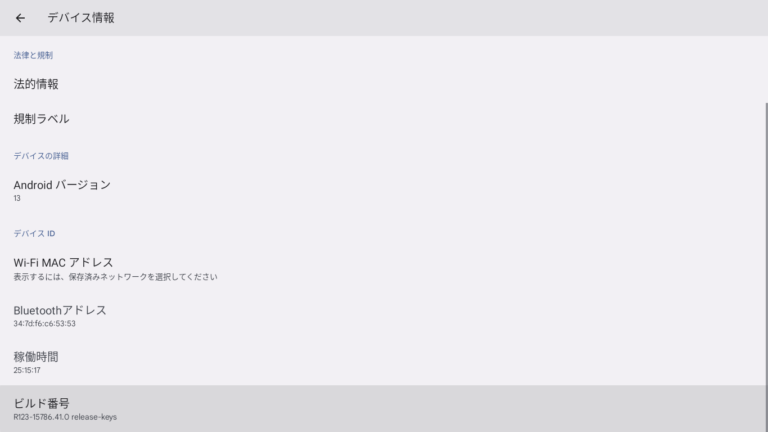 デバイス情報
法律と規制
法的情報
規制ラベル
デバイスの詳細
Android バージョン
13
デバイス ID
Wi-Fi MAC アドレス
表示するには、保存済みネットワークを選択してください
Bluetoothアドレス
34:7d:f6:c6:53:53
稼働時間
25:15:17
ビルド番号
R123-15786.41.0 release-keys